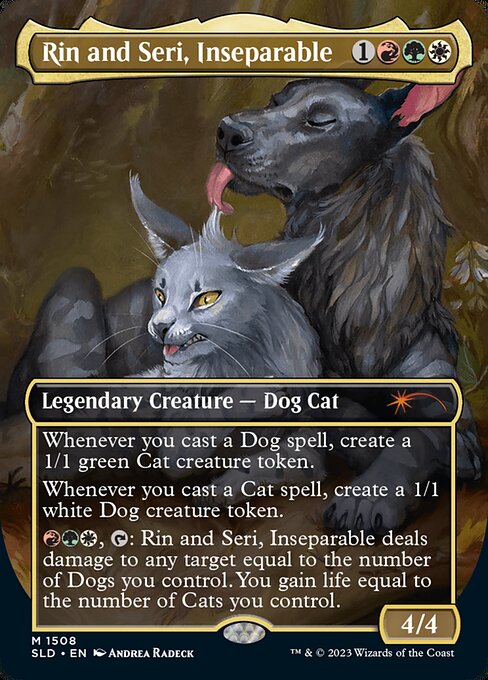 Rin and Seri, Inseparable 1
Legendary Creature — Dog Cat
Whenever you cast a Dog spell, create a
1/1 green Cat creature token.
Whenever you cast a Cat spell, create a 1/1
white Dog creature token.
, : Rin and Seri, Inseparable deals
damage to any target equal to the number
of Dogs you control. You gain life equal to
the number of Cats you control.
4/4
M 1508
SLD • EN Andrea Radeck
™ & © 2023 Wizards of the Coast